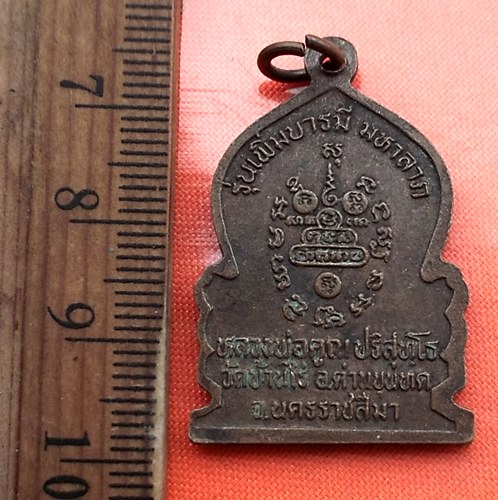 7
8
9
10
รุ่นเพิ่มบารมี มหาลาภ
หลวงพ่อคูณ ปริสุทฺโธ
วัดบ้านไร่ อ.ด่านขุนทด
จ.นครราชสีมา